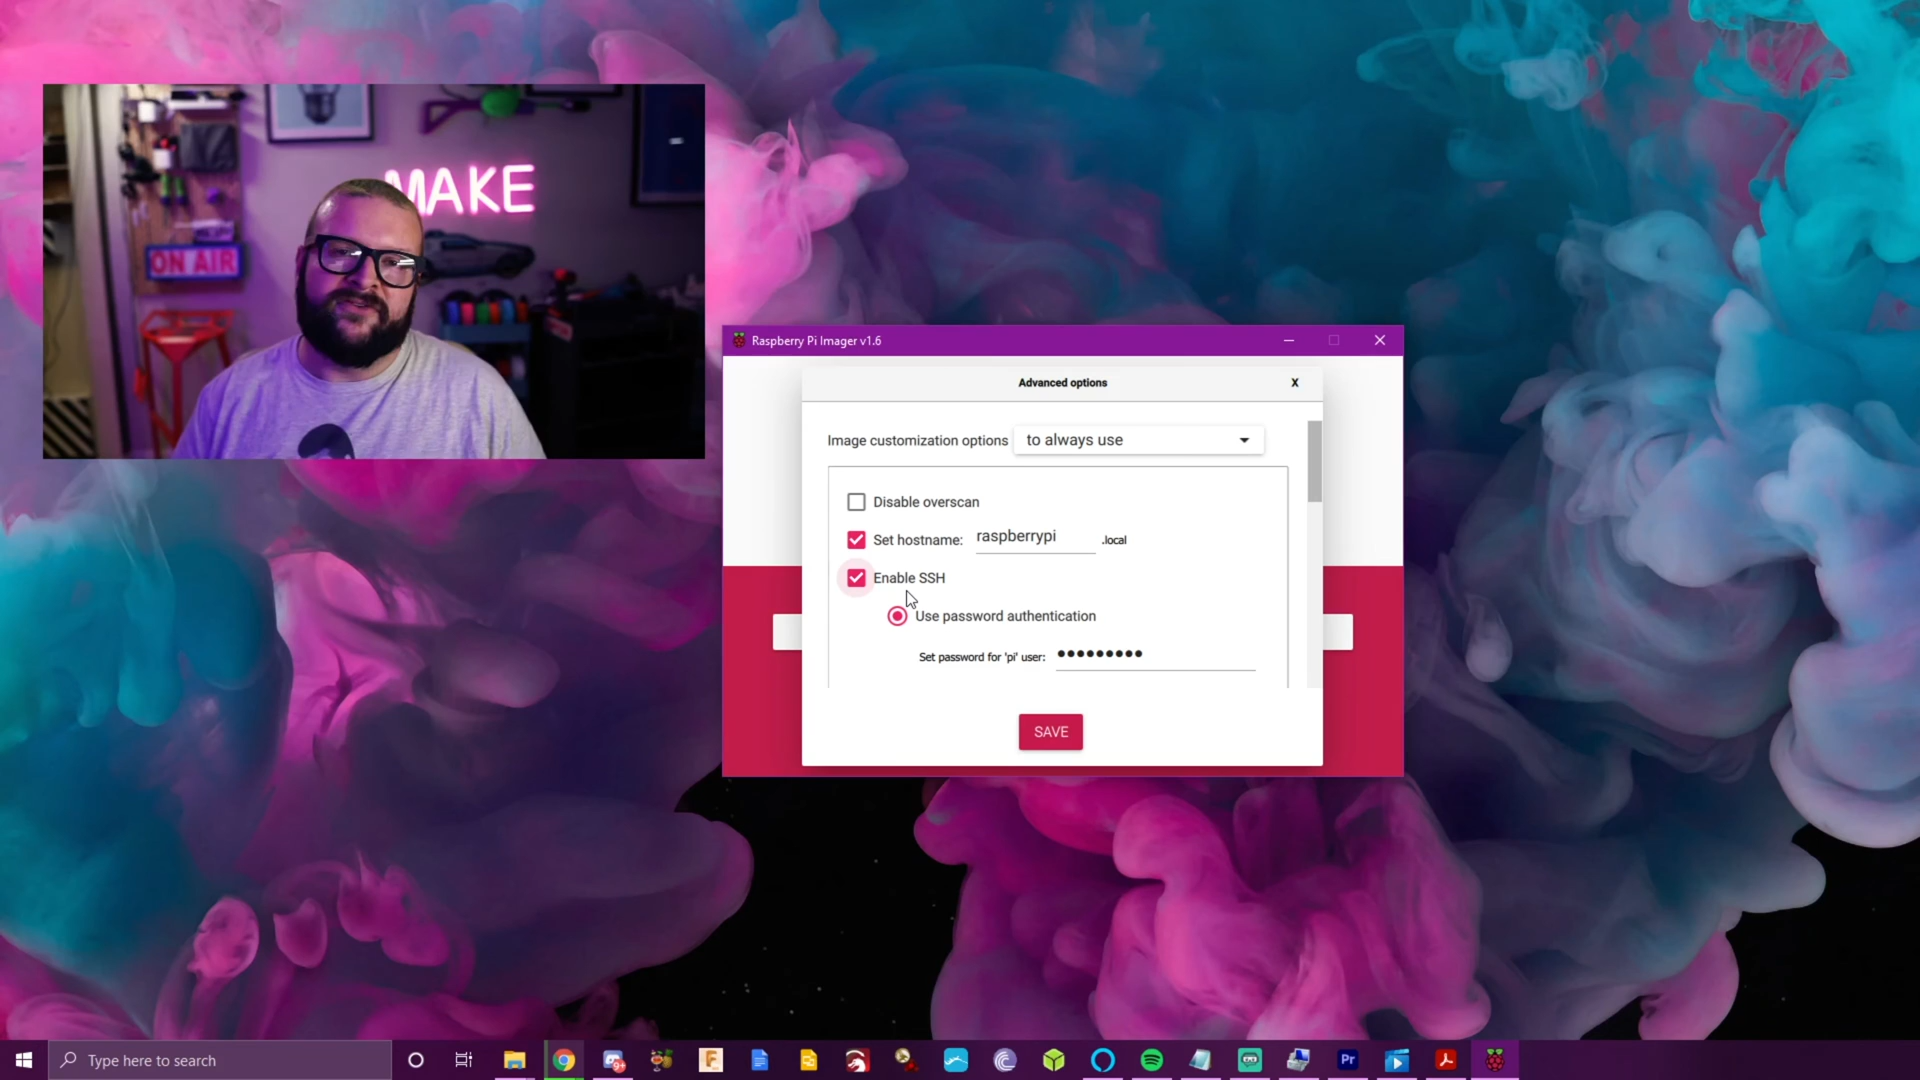 MAKE
ON AIR
Raspberry Pi Imager v1.6
Advanced options
X
Image customization options to always use
Disable overscan
Set hostname: raspberrypi .local
Enable SSH
Use password authentication
Set password for 'pi' user: •••••••••
SAVE
Type here to search
9+
F
Pr